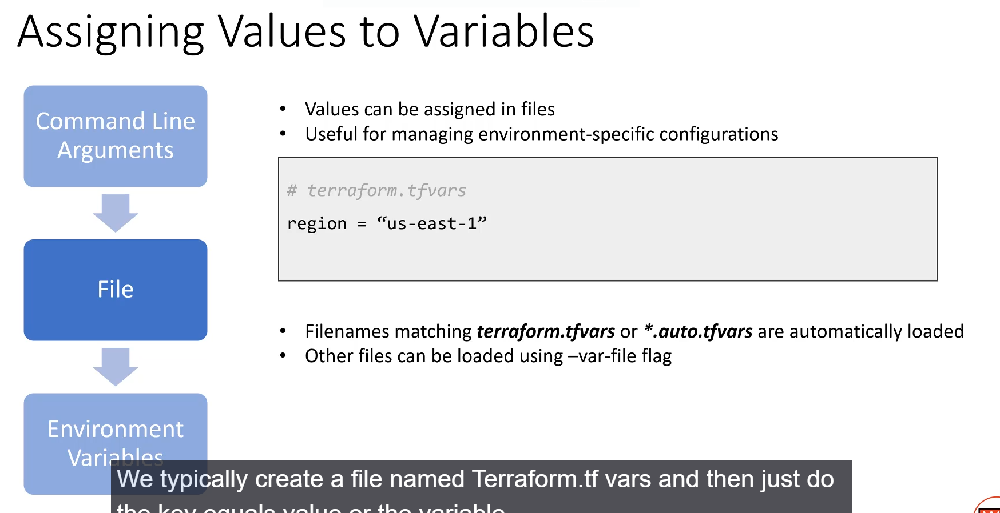 Assigning Values to Variables
Command Line
Arguments
File
Environment
Variables
• Values can be assigned in files
• Useful for managing environment-specific configurations
# terraform.tfvars
region = “us-east-1”
• Filenames matching terraform.tfvars or *.auto.tfvars are automatically loaded
• Other files can be loaded using –var-file flag
We typically create a file named Terraform.tf vars and then just do
the key equals value or the variable